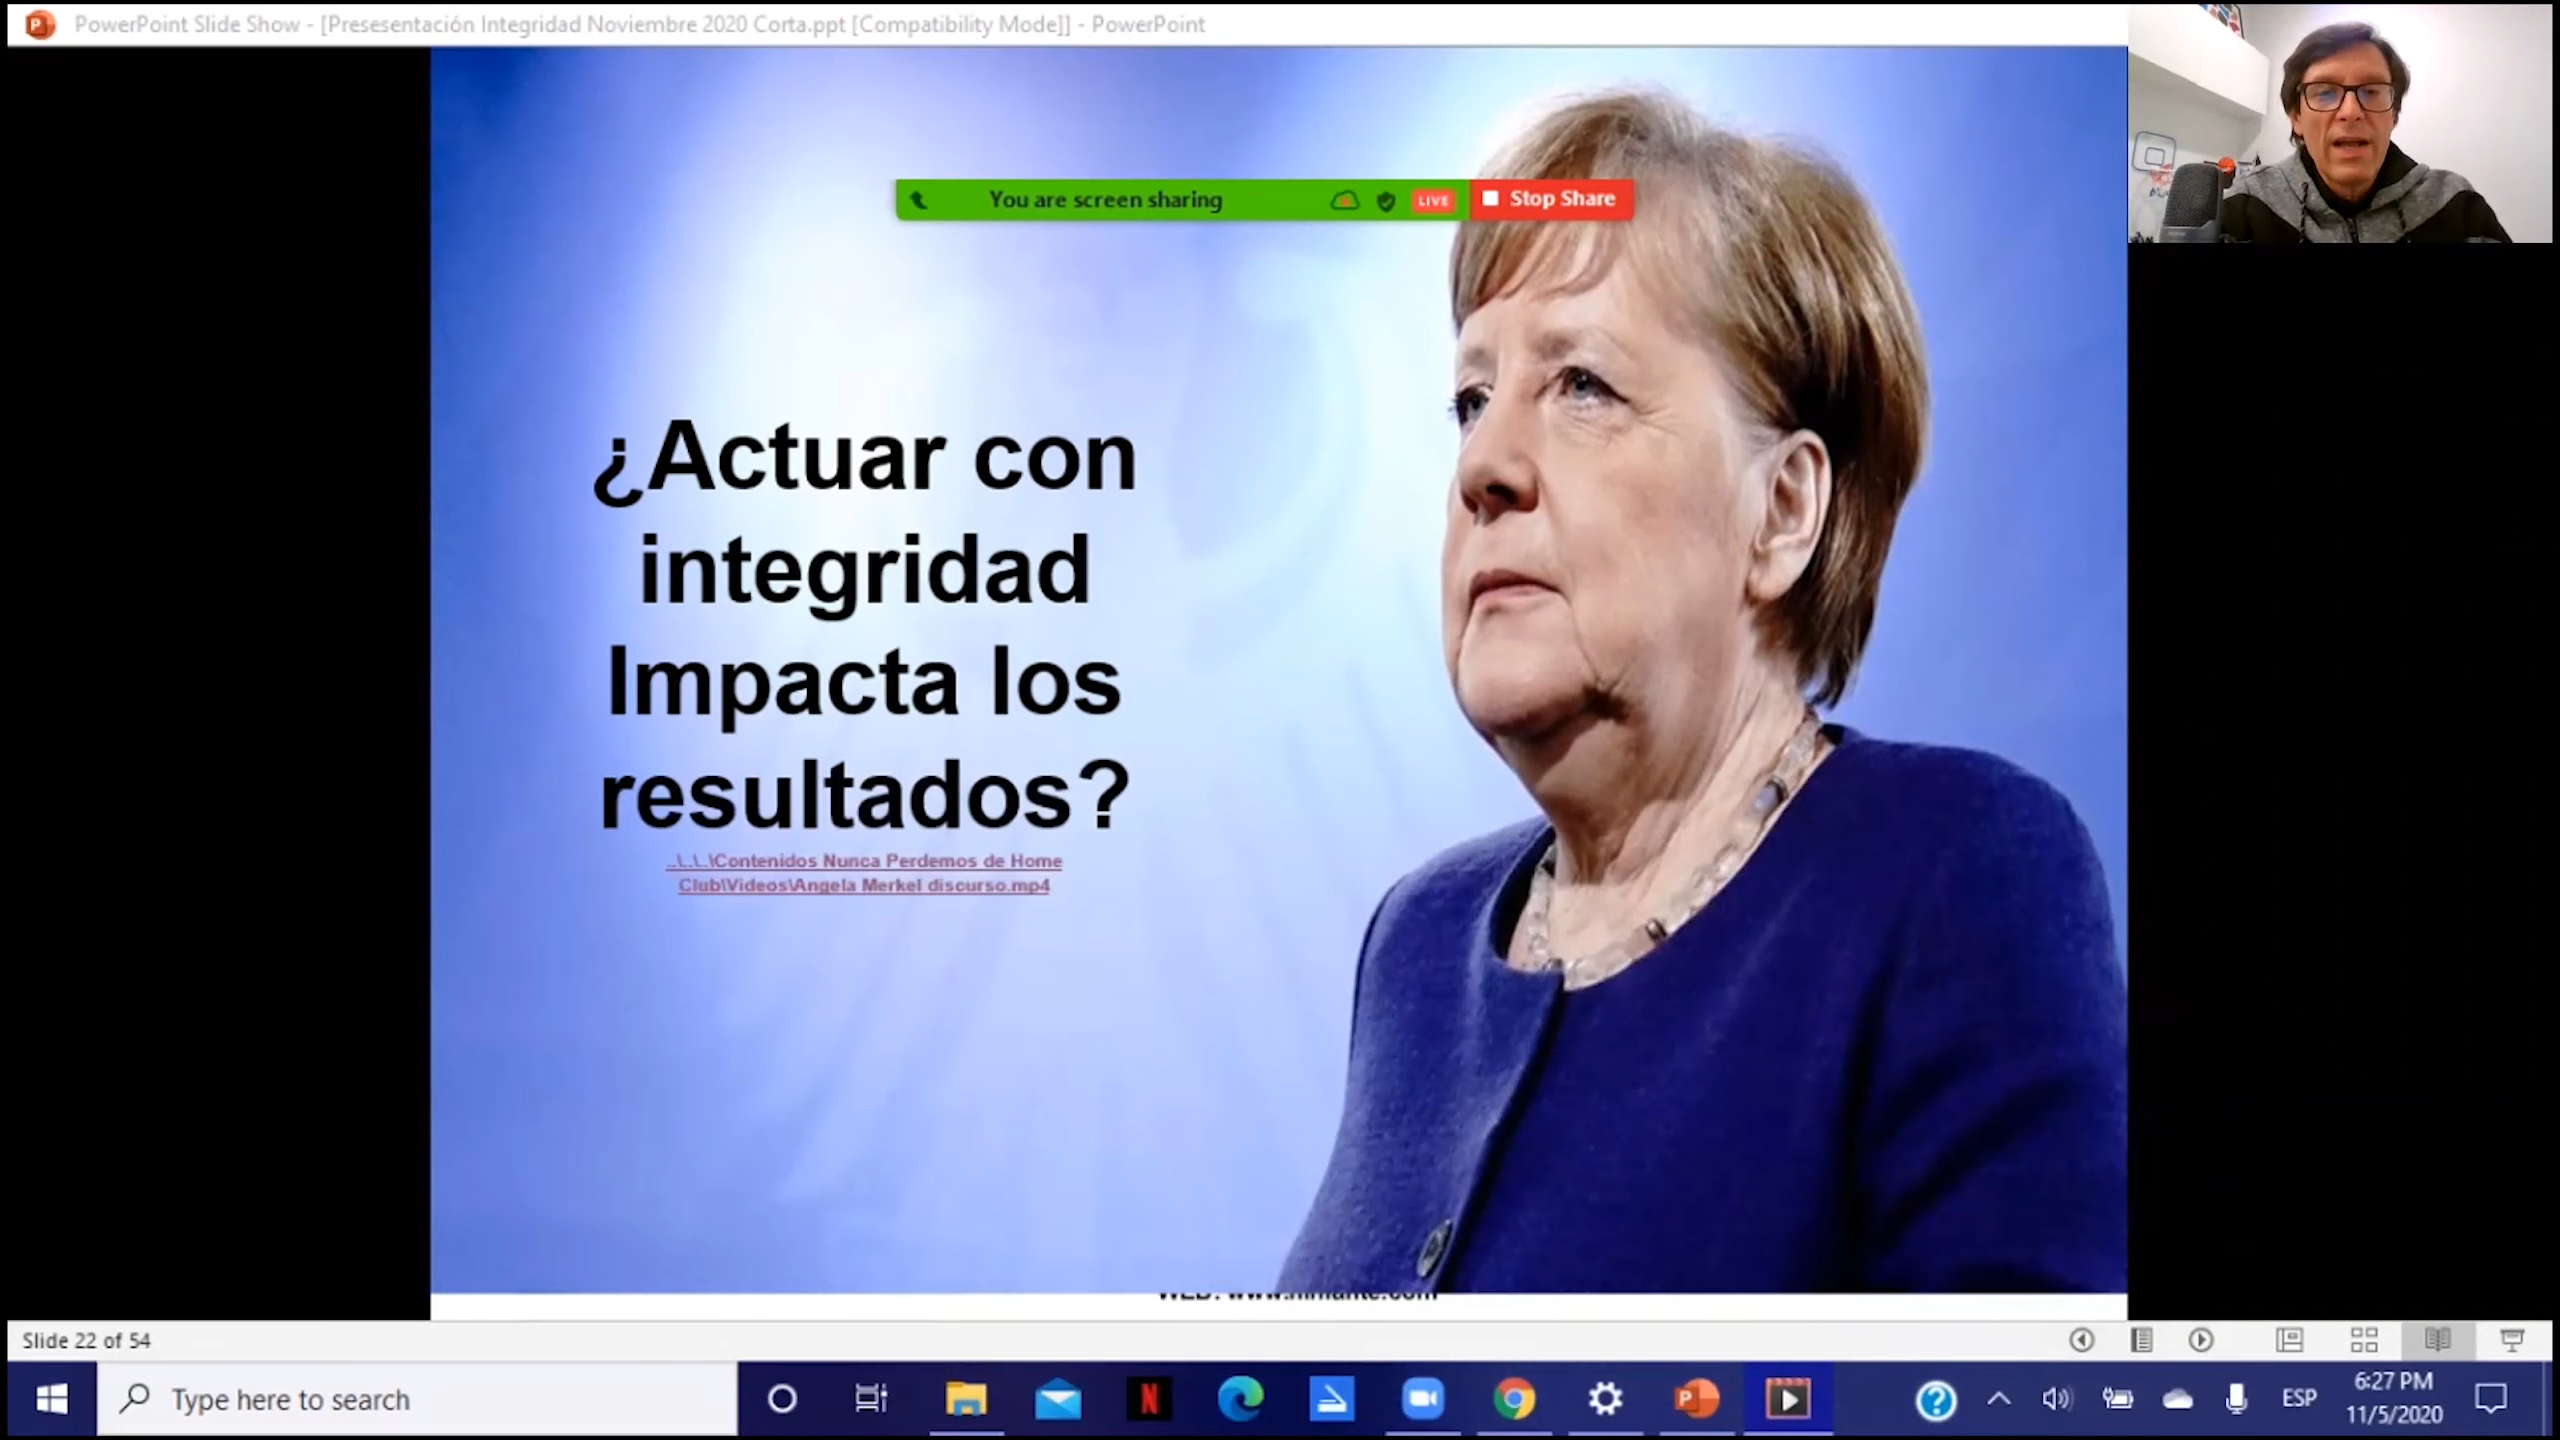 PowerPoint Slide Show - [Presesentación Integridad Noviembre 2020 Corta.ppt [Compatibility Mode]] - PowerPoint
You are screen sharing
LIVE
Stop Share
¿Actuar con
integridad
Impacta los
resultados?
..\..\..\Contenidos Nunca Perdemos de Home
Club\Videos\Angela Merkel discurso.mp4
Slide 22 of 54
Type here to search
ESP
6:27 PM
11/5/2020